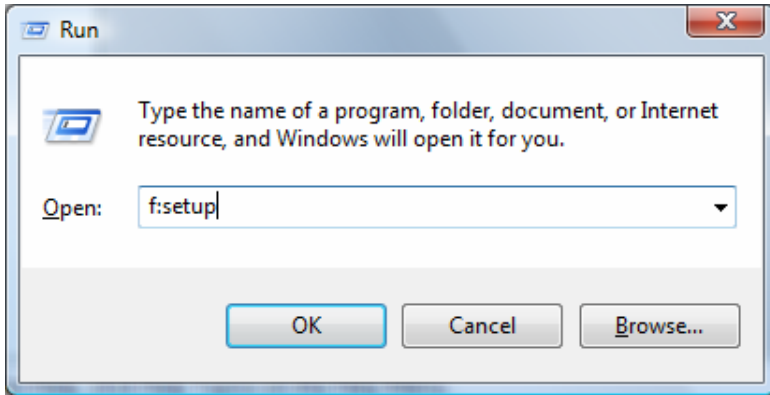 Run
Type the name of a program, folder, document, or Internet
resource, and Windows will open it for you.
Open: f:setup
OK Cancel Browse...